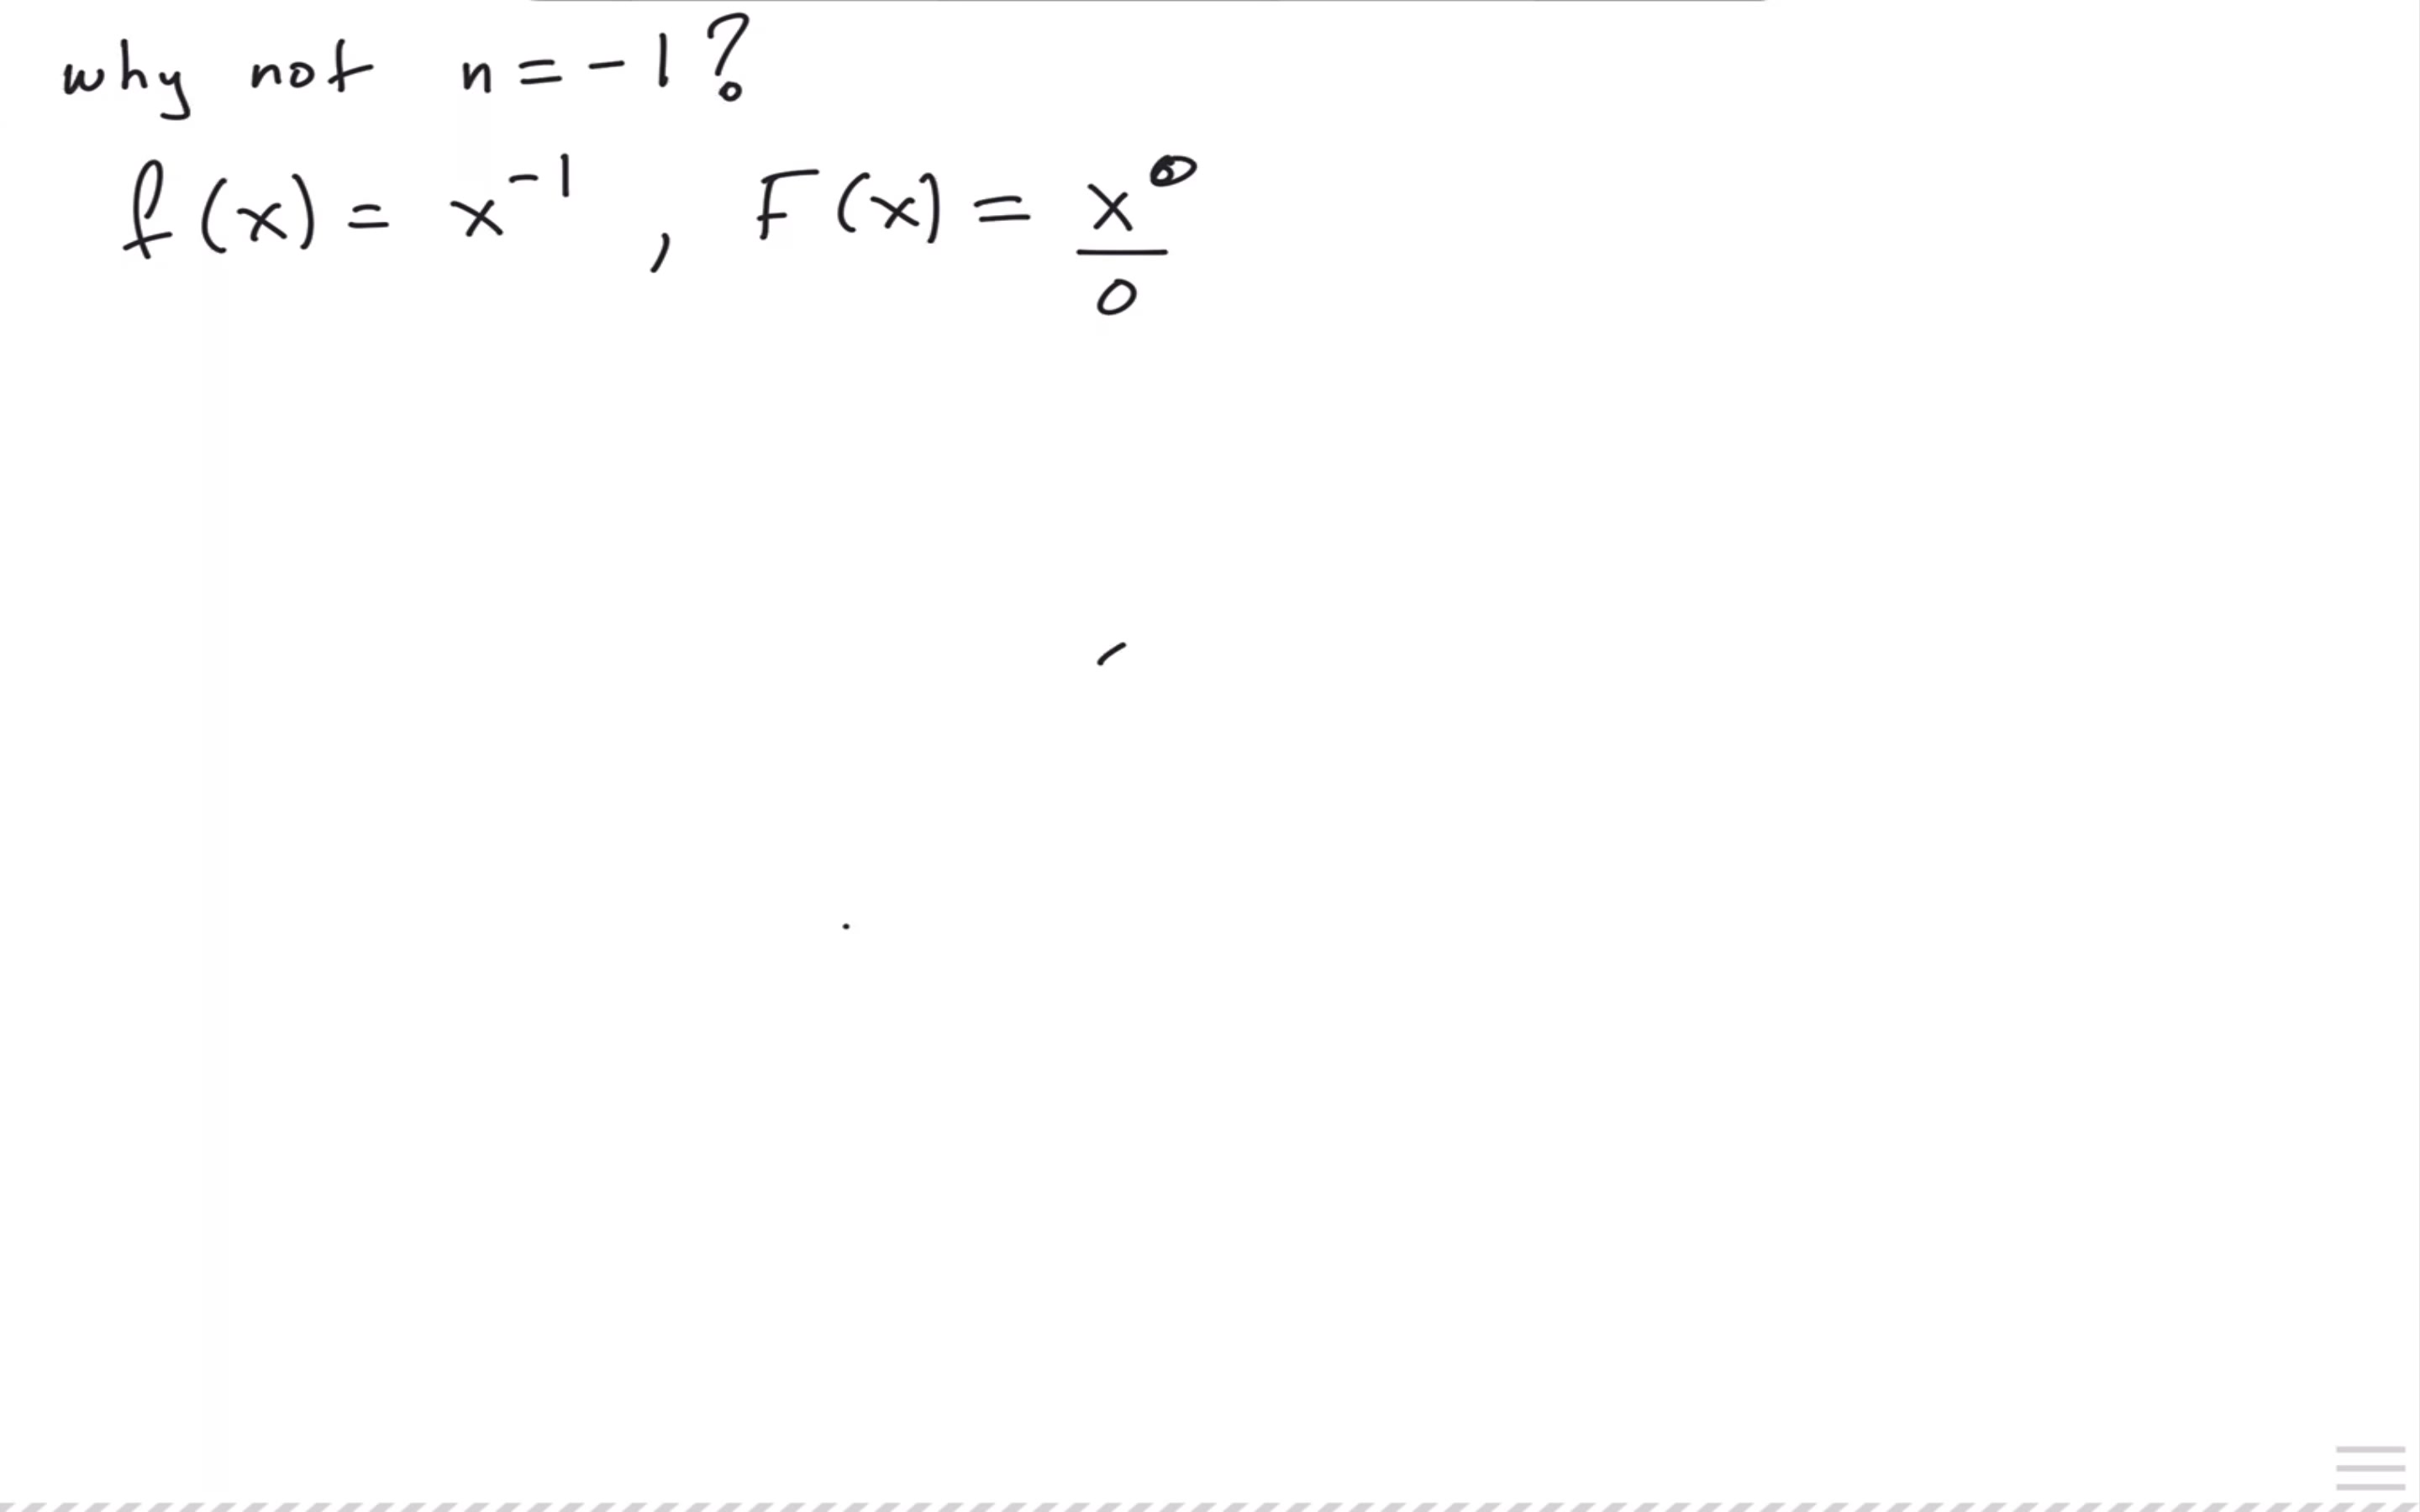 why not n = -1?
f(x) = x^-1 , F(x) = x^0/0